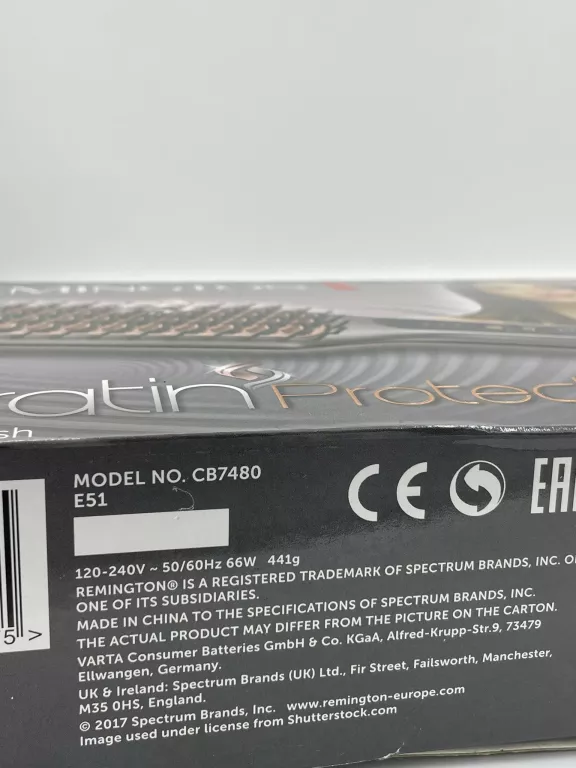 ratin Protec
sh
MODEL NO. CB7480
E51
CE
EAC
120-240V ~ 50/60Hz 66W 441g
REMINGTON® IS A REGISTERED TRADEMARK OF SPECTRUM BRANDS, INC. O
ONE OF ITS SUBSIDIARIES.
MADE IN CHINA TO THE SPECIFICATIONS OF SPECTRUM BRANDS, INC.
THE ACTUAL PRODUCT MAY DIFFER FROM THE PICTURE ON THE CARTON.
VARTA Consumer Batteries GmbH & Co. KGaA, Alfred-Krupp-Str.9, 73479
Ellwangen, Germany.
UK & Ireland: Spectrum Brands (UK) Ltd., Fir Street, Failsworth, Manchester,
M35 0HS, England.
www.remington-europe.com
© 2017 Spectrum Brands, Inc.
Image used under license from Shutterstock.com
5 >